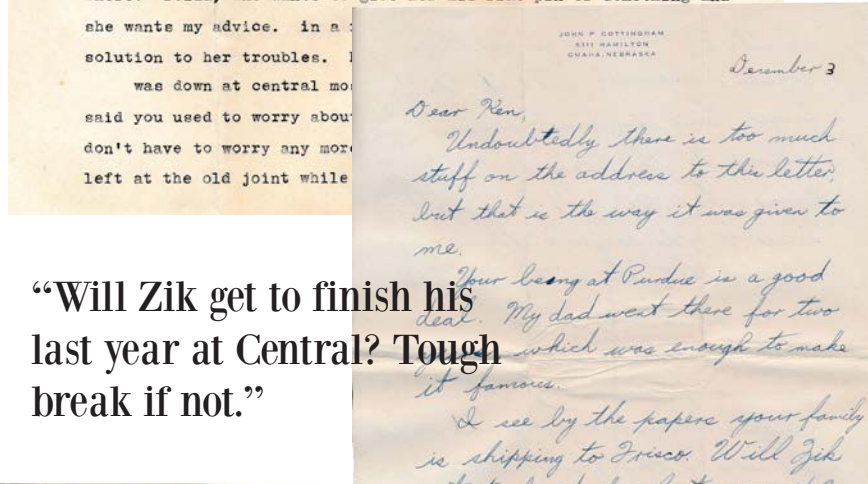 she wants my advice. in a
solution to her troubles.
was down at central mo
said you used to worry abou
don't have to worry any mor
left at the old joint while
JOHN P COTTINGHAM
5111 HAMILTON
OMAHA, NEBRASKA
December 3
Dear Ken,
Undoubtedly there is too much
stuff on the address to this letter,
but that is the way it was given to
me.
Your being at Purdue is a good
deal. My dad went there for two
which was enough to make
it famous.
I see by the papers your family
is shipping to Frisco. Will Zik
“Will Zik get to finish his
last year at Central? Tough
break if not.”